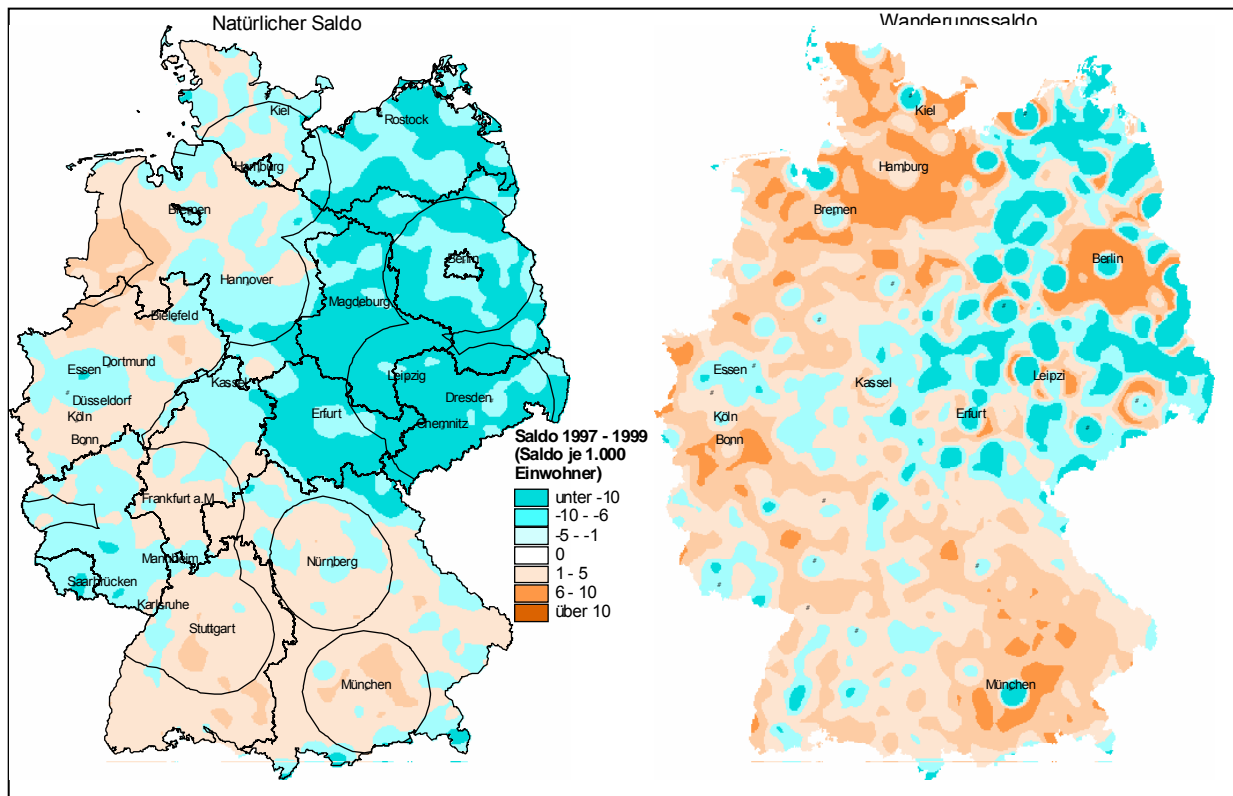 Natürlicher Saldo
Kiel
Rostock
Hamburg
Bremen
Berlin
Hannover
Magdeburg
Bielefeld
Dortmund
Essen
Kassel
Leipzig
Düsseldorf
Dresden
Köln
Erfurt
Chemnitz
Bonn
Frankfurt a.M
Mannheim
Nürnberg
Saarbrücken
Karlsruhe
Stuttgart
München
Saldo 1997 - 1999
(Saldo je 1.000
Einwohner)
unter -10
-10 - -6
-5 - -1
0
1 - 5
6 - 10
über 10
Wanderungssaldo
Kiel
Hamburg
Bremen
Berlin
Essen
Kassel
Leipzi
Köln
Erfurt
Bonn
München